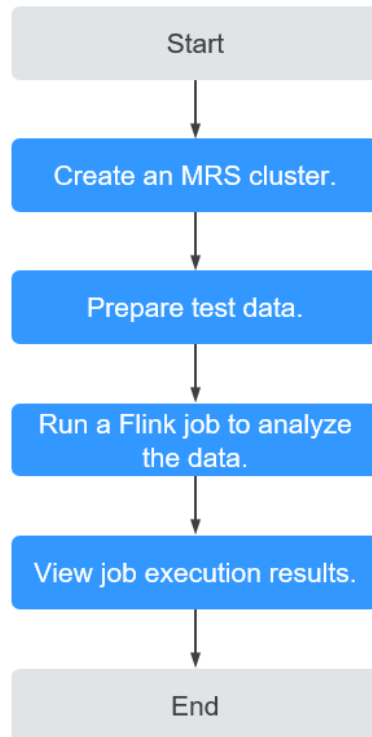 Start
Create an MRS cluster.
Prepare test data.
Run a Flink job to analyze
the data.
View job execution results.
End